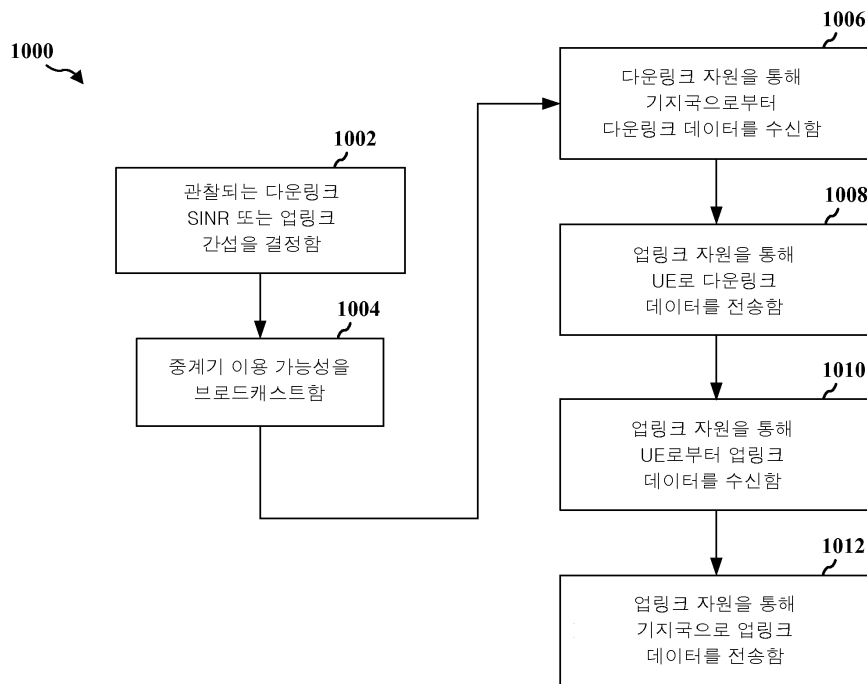 1000
1002
관찰되는 다운링크
SINR 또는 업링크
간섭을 결정함
1004
중계기 이용 가능성을
브로드캐스트함
1006
다운링크 자원을 통해
기지국으로부터
다운링크 데이터를 수신함
1008
업링크 자원을 통해
UE로 다운링크
데이터를 전송함
1010
업링크 자원을 통해
UE로부터 업링크
데이터를 수신함
1012
업링크 자원을 통해
기지국으로 업링크
데이터를 전송함